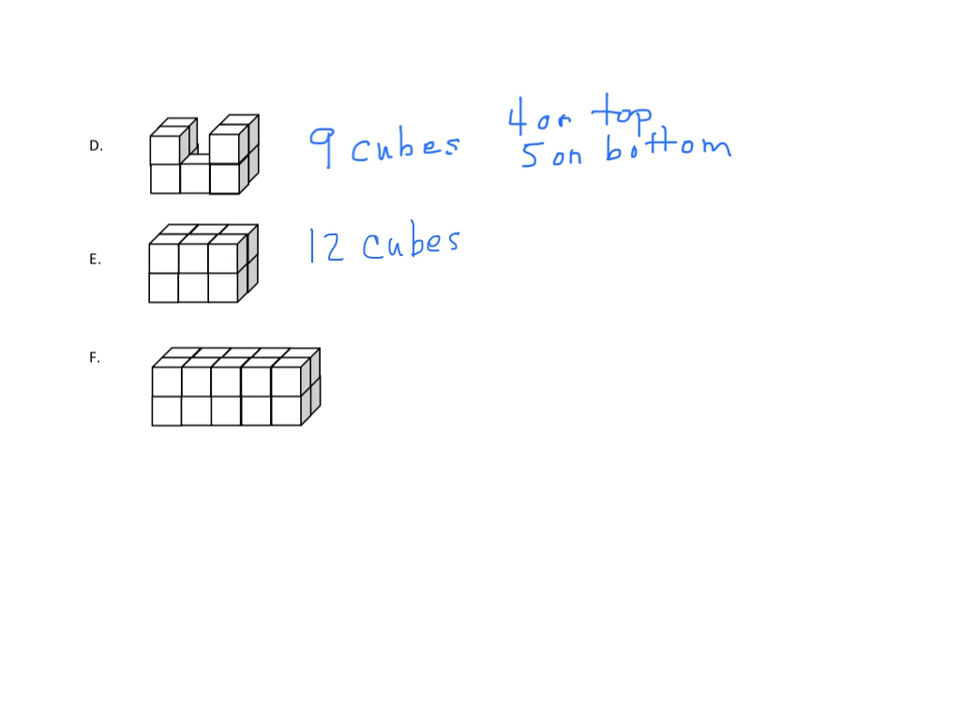 D.
9 cubes
4 on top,
5 on bottom
E.
12 cubes
F.